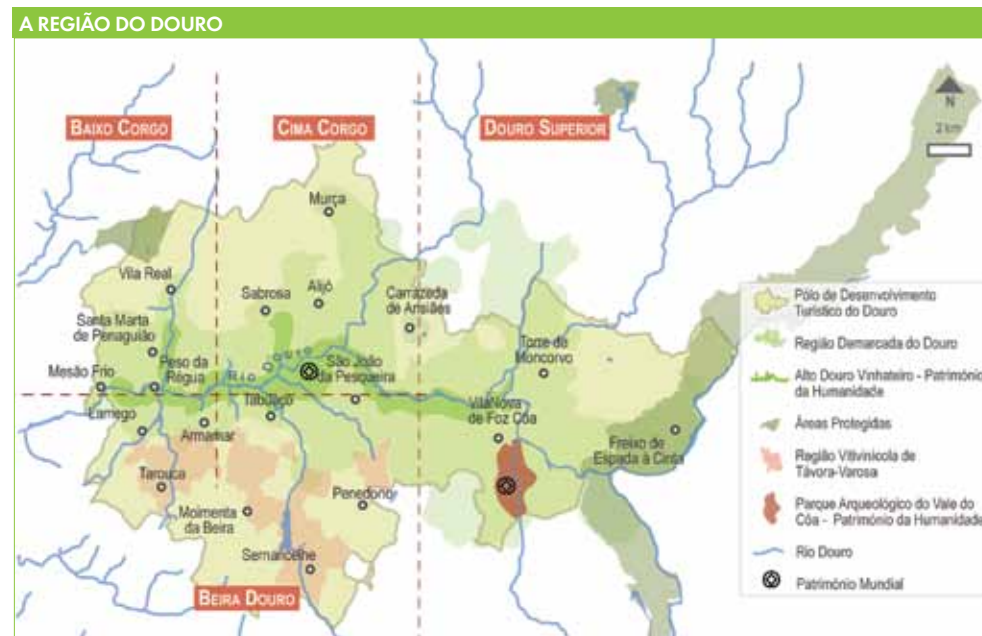 A REGIÃO DO DOURO
BAIXO CORGO
CIMA CORGO
DOURO SUPERIOR
N
2 km
Murça
Vila Real
Sabrosa
Alijó
Carrazeda
de Ansiães
Santa Marta
de Penaguião
Torre de
Moncorvo
Mesão Frio
Peso da
Régua
Rio Douro
São João
da Pesqueira
Lamego
Armamar
Tabuaço
Vila Nova
de Foz Côa
Freixo de
Espada à Cinta
Tarouca
Moimenta
da Beira
Penedono
Sernancelhe
BEIRA DOURO
Pólo de Desenvolvimento
Turístico do Douro
Região Demarcada do Douro
Alto Douro Vinhateiro - Património
da Humanidade
Áreas Protegidas
Região Vitivinícola de
Távora-Varosa
Parque Arqueológico do Vale do
Côa - Património da Humanidade
Rio Douro
Património Mundial